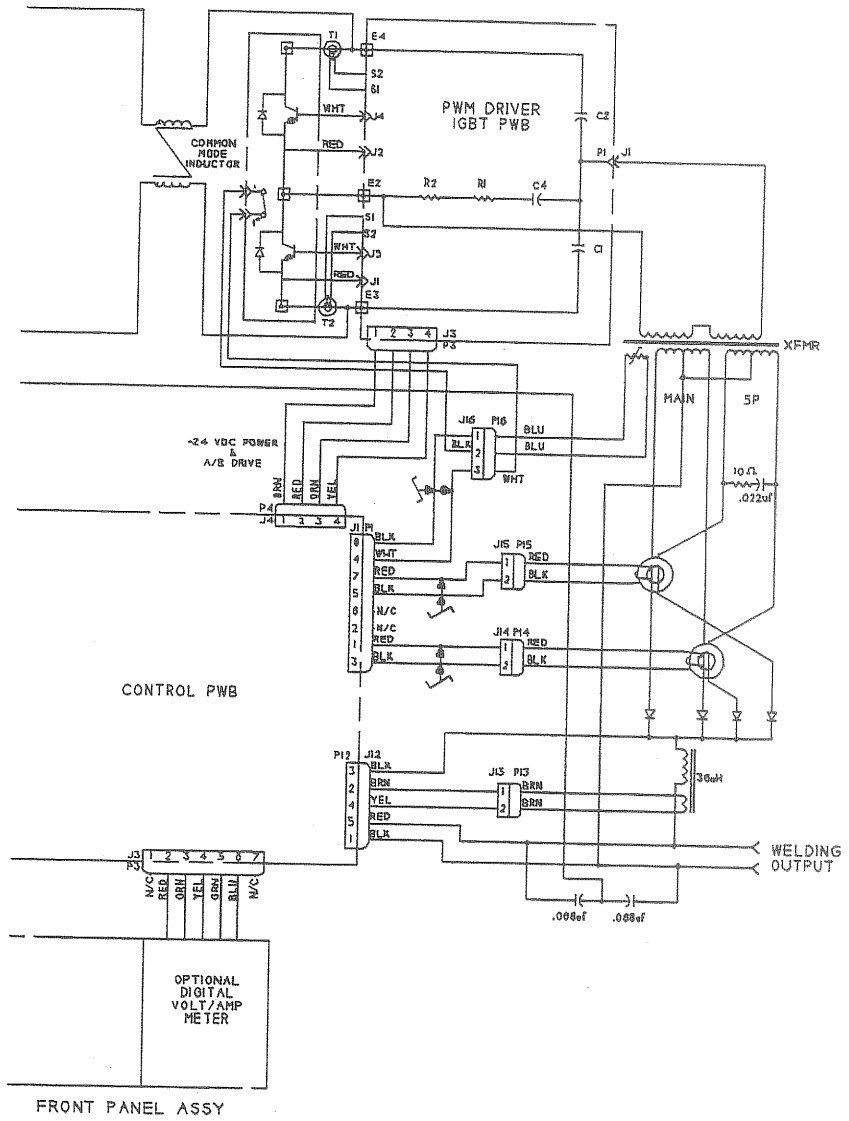 T1
E4
S2
S1
WHT
J4
PWM DRIVER
IGBT PWB
C2
COMMON
MODE
INDUCTOR
RED
J2
P1
J1
E2
R2
R1
C4
S1
S2
WHT
J5
C1
RED
J1
E3
T2
1 2 3 4
J3
P3
XFMR
MAIN
SP
J16
P16
BLU
BLK
1
2
3
BLU
WHT
-24 VDC POWER
&
A/B DRIVE
10Ω
.022uf
BRN
RED
ORN
YEL
P4
J4
1 2 3 4
J1
P1
8
BLK
4
WHT
7
RED
5
BLK
6
N/C
2
N/C
1
RED
3
BLK
J15
P15
1
RED
2
BLK
J14
P14
1
RED
2
BLK
CONTROL PWB
P12
J12
3
BLK
2
BRN
4
YEL
5
RED
1
BLK
J13
P13
1
BRN
2
BRN
36uH
WELDING
OUTPUT
J3
P3
1 2 3 4 5 6 7
N/C
RED
ORN
YEL
GRN
BLU
N/C
.068uf
.068uf
OPTIONAL
DIGITAL
VOLT/AMP
METER
FRONT PANEL ASSY